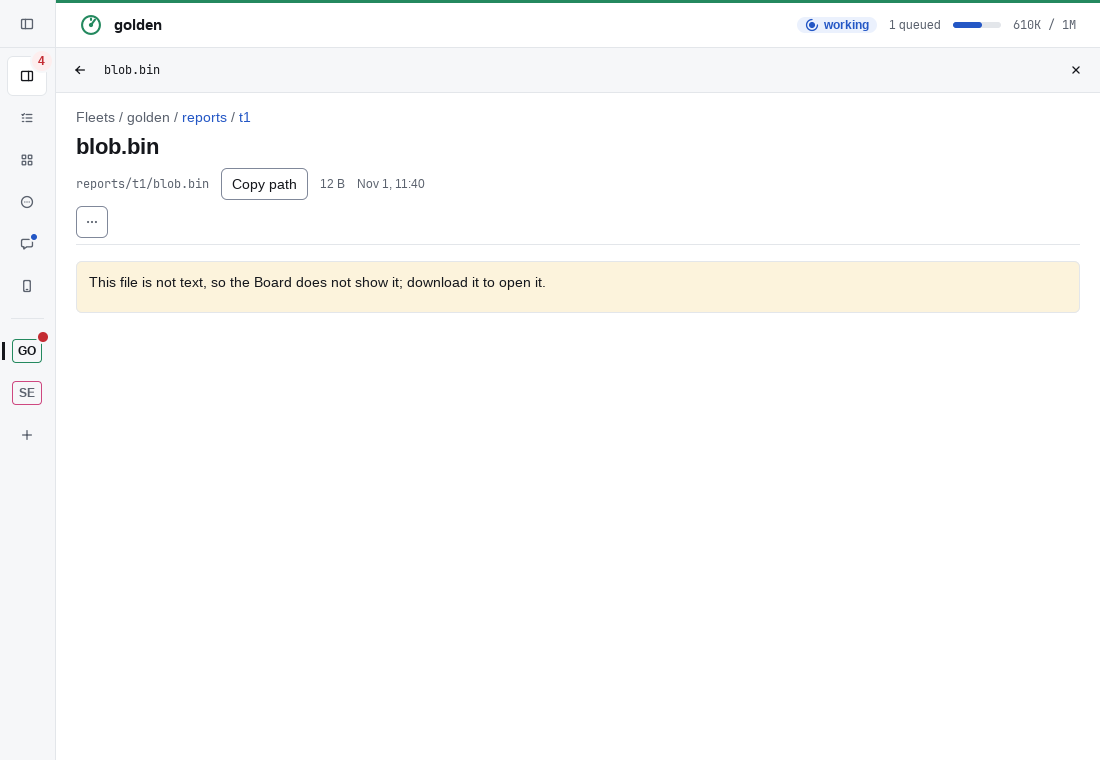 golden
working
1 queued
610K / 1M
4
blob.bin
Fleets / golden / reports / t1
blob.bin
reports/t1/blob.bin
Copy path
12 B
Nov 1, 11:40
This file is not text, so the Board does not show it; download it to open it.
GO
SE